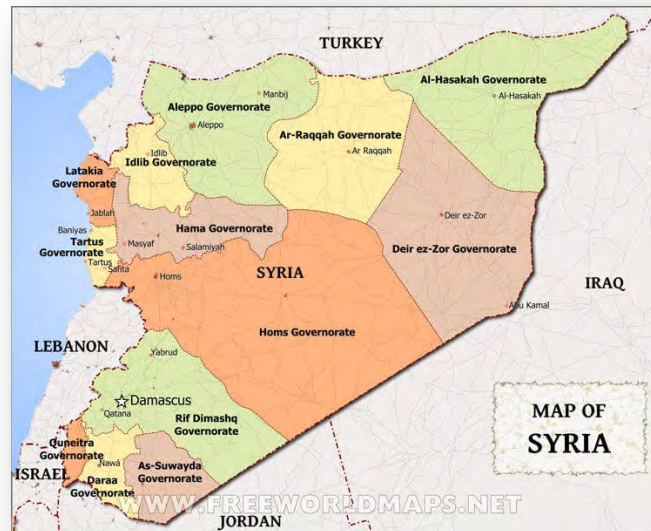 TURKEY
Al-Hasakah Governorate
Manbij
Al-Hasakah
Aleppo Governorate
Aleppo
Ar-Raqqah Governorate
Idlib
Idlib Governorate
Ar Raqqah
Latakia
Governorate
Jablah
Deir ez-Zor
Baniyas
Hama Governorate
Tartus
Governorate
Masyaf
Salamiyah
Deir ez-Zor Governorate
Tartus
Safita
Homs
SYRIA
IRAQ
Abu Kamal
Homs Governorate
LEBANON
Yabrud
Damascus
Qatana
Rif Dimashq
Governorate
MAP OF
SYRIA
Quneitra
Governorate
Nawá
As-Suwayda
Governorate
ISRAEL
Daraa
Governorate
WWW.FREEWORLDMAPS.NET
JORDAN